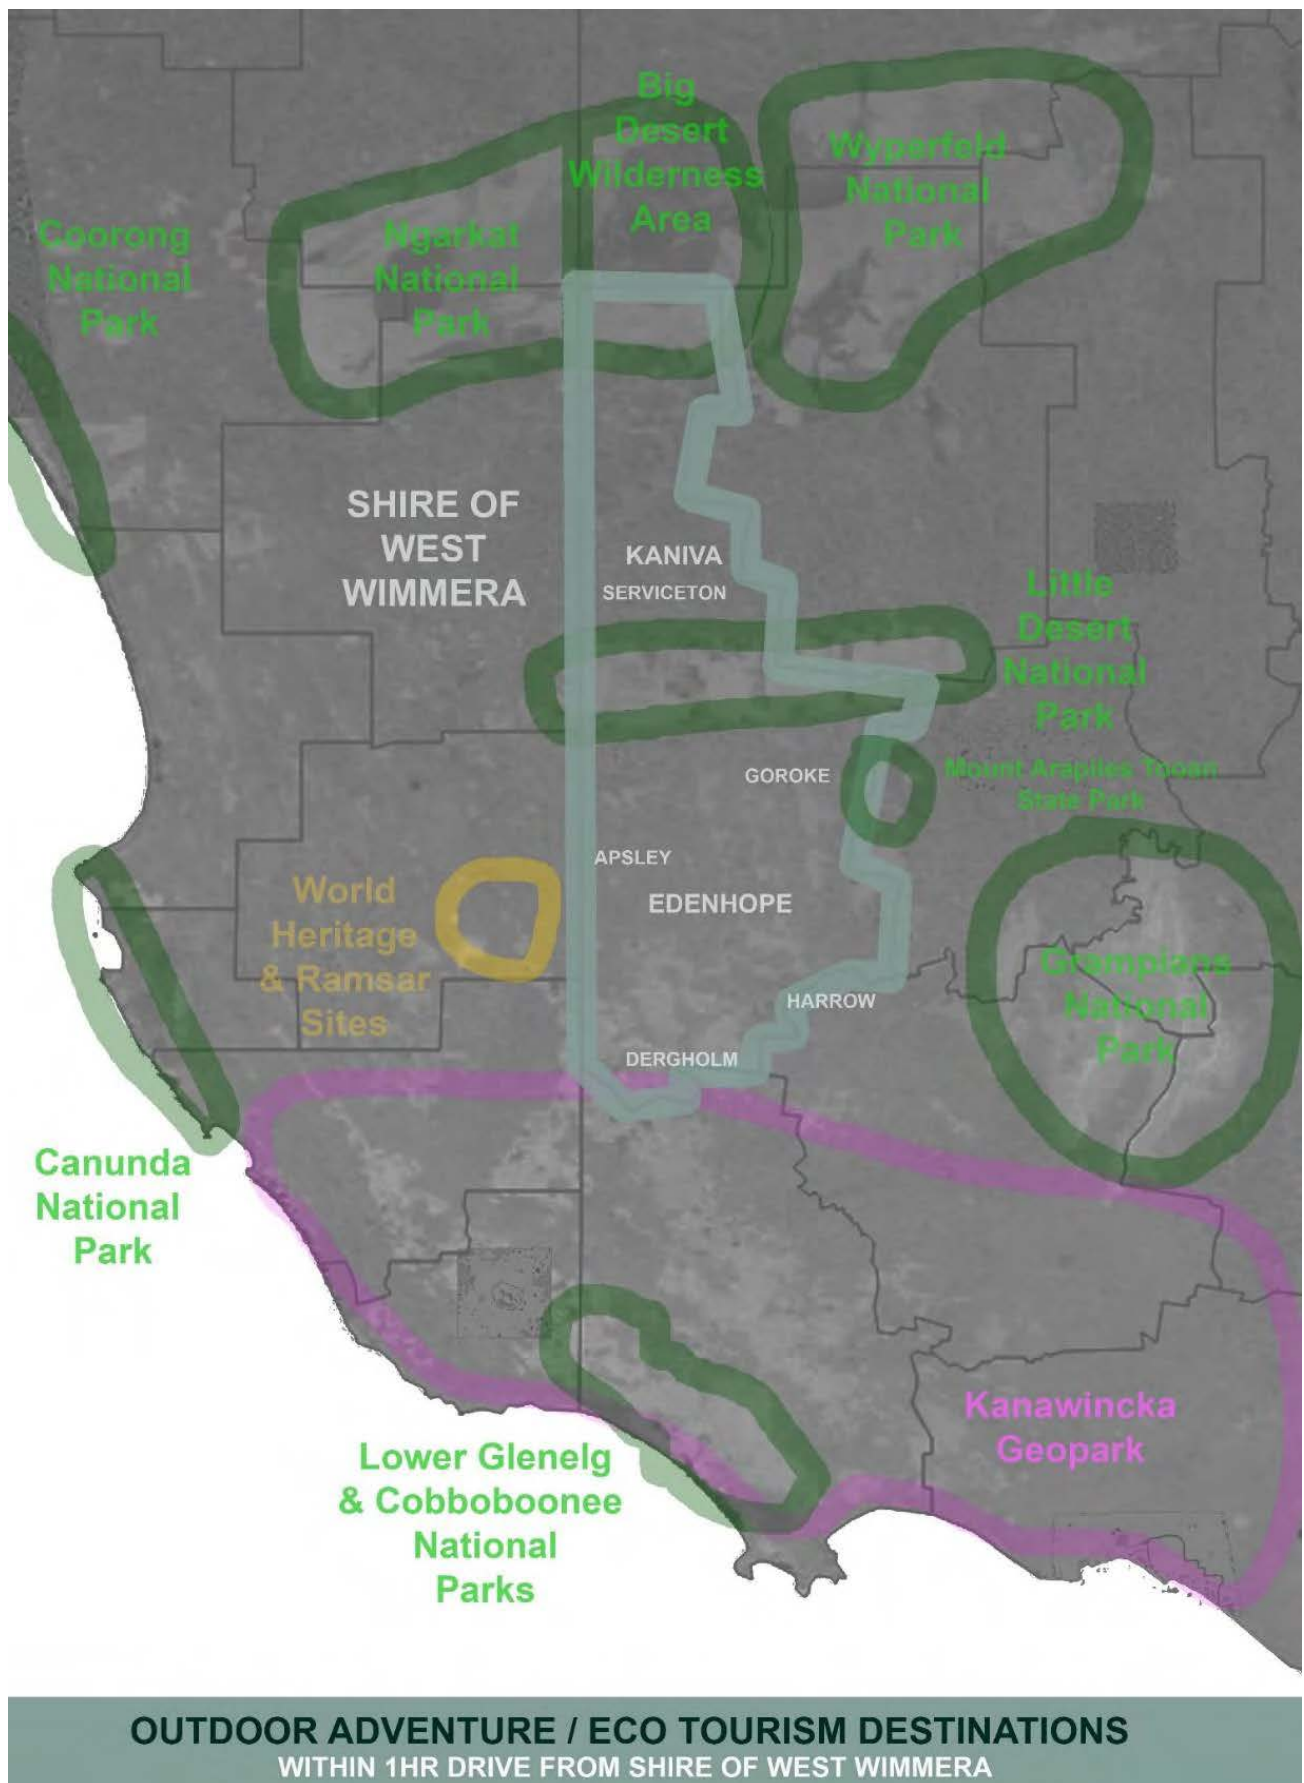 Big
Desert
Wilderness
Area
Wyperfeld
National
Park
Coorong
National
Park
Ngarkat
National
Park
SHIRE OF
WEST
WIMMERA
KANIVA
SERVICETON
Little
Desert
National
Park
GOROKE
Mount Arapiles Tooan
State Park
APSLEY
EDENHOPE
World
Heritage
& Ramsar
Sites
Grampians
National
Park
HARROW
DERGHOLM
Canunda
National
Park
Kanawincka
Geopark
Lower Glenelg
& Cobboboonee
National
Parks
OUTDOOR ADVENTURE / ECO TOURISM DESTINATIONS
WITHIN 1HR DRIVE FROM SHIRE OF WEST WIMMERA